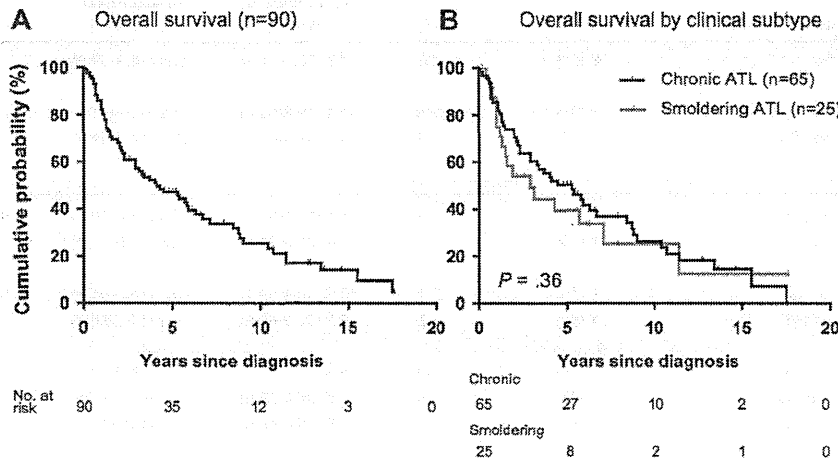 A Overall survival (n=90)
Cumulative probability (%)
100
80
60
40
20
0
0 5 10 15 20
Years since diagnosis
No. at risk
90 35 12 3 0
B Overall survival by clinical subtype
100
80
60
40
20
0
Chronic ATL (n=65)
Smoldering ATL (n=25)
P = .36
0 5 10 15 20
Years since diagnosis
Chronic
65 27 10 2 0
Smoldering
25 8 2 1 0